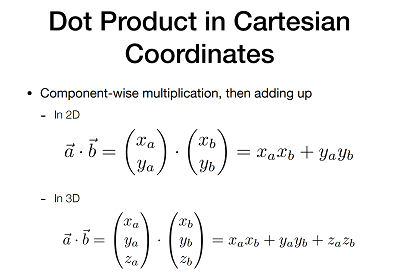 Dot Product in Cartesian
Coordinates
• Component-wise multiplication, then adding up
- In 2D
$\vec{a} \cdot \vec{b} = \begin{pmatrix} x_a \\ y_a \end{pmatrix} \cdot \begin{pmatrix} x_b \\ y_b \end{pmatrix} = x_a x_b + y_a y_b$
- In 3D
$\vec{a} \cdot \vec{b} = \begin{pmatrix} x_a \\ y_a \\ z_a \end{pmatrix} \cdot \begin{pmatrix} x_b \\ y_b \\ z_b \end{pmatrix} = x_a x_b + y_a y_b + z_a z_b$